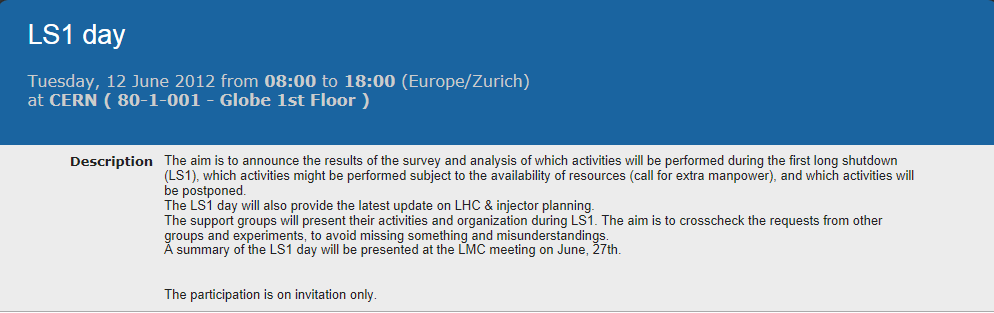 LS1 day
Tuesday, 12 June 2012 from 08:00 to 18:00 (Europe/Zurich)
at CERN ( 80-1-001 - Globe 1st Floor )
Description The aim is to announce the results of the survey and analysis of which activities will be performed during the first long shutdown
(LS1), which activities might be performed subject to the availability of resources (call for extra manpower), and which activities will
be postponed.
The LS1 day will also provide the latest update on LHC & injector planning.
The support groups will present their activities and organization during LS1. The aim is to crosscheck the requests from other
groups and experiments, to avoid missing something and misunderstandings.
A summary of the LS1 day will be presented at the LMC meeting on June, 27th.
The participation is on invitation only.